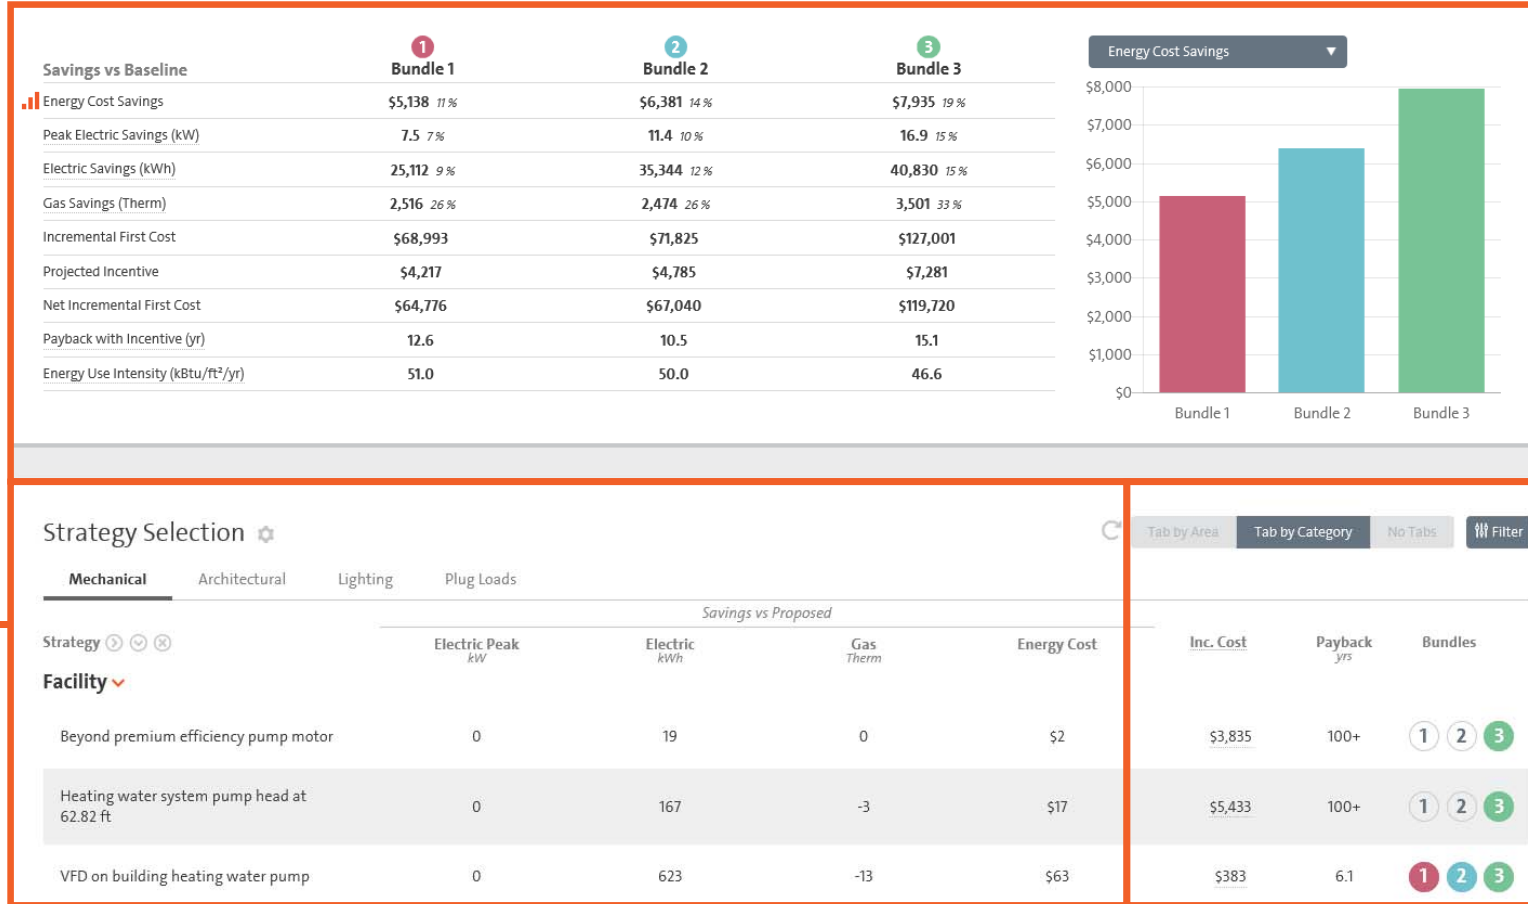 1 2 3
Savings vs Baseline Bundle 1 Bundle 2 Bundle 3
Energy Cost Savings $5,138 11% $6,381 14% $7,935 19%
Peak Electric Savings (kW) 7.5 7% 11.4 10% 16.9 15%
Electric Savings (kWh) 25,112 9% 35,344 12% 40,830 15%
Gas Savings (Therm) 2,516 26% 2,474 26% 3,501 33%
Incremental First Cost $68,993 $71,825 $127,001
Projected Incentive $4,217 $4,785 $7,281
Net Incremental First Cost $64,776 $67,040 $119,720
Payback with Incentive (yr) 12.6 10.5 15.1
Energy Use Intensity (kBtu/ft²/yr) 51.0 50.0 46.6
Energy Cost Savings
$8,000
$7,000
$6,000
$5,000
$4,000
$3,000
$2,000
$1,000
$0
Bundle 1 Bundle 2 Bundle 3
Strategy Selection Tab by Area Tab by Category No Tabs Filter
Mechanical Architectural Lighting Plug Loads
Savings vs Proposed
Strategy Electric Peak Electric Gas Energy Cost Inc. Cost Payback Bundles
kW kWh Therm yrs
Facility
Beyond premium efficiency pump motor 0 19 0 $2 $3,835 100+ 1 2 3
Heating water system pump head at
62.82 ft 0 167 -3 $17 $5,433 100+ 1 2 3
VFD on building heating water pump 0 623 -13 $63 $383 6.1 1 2 3